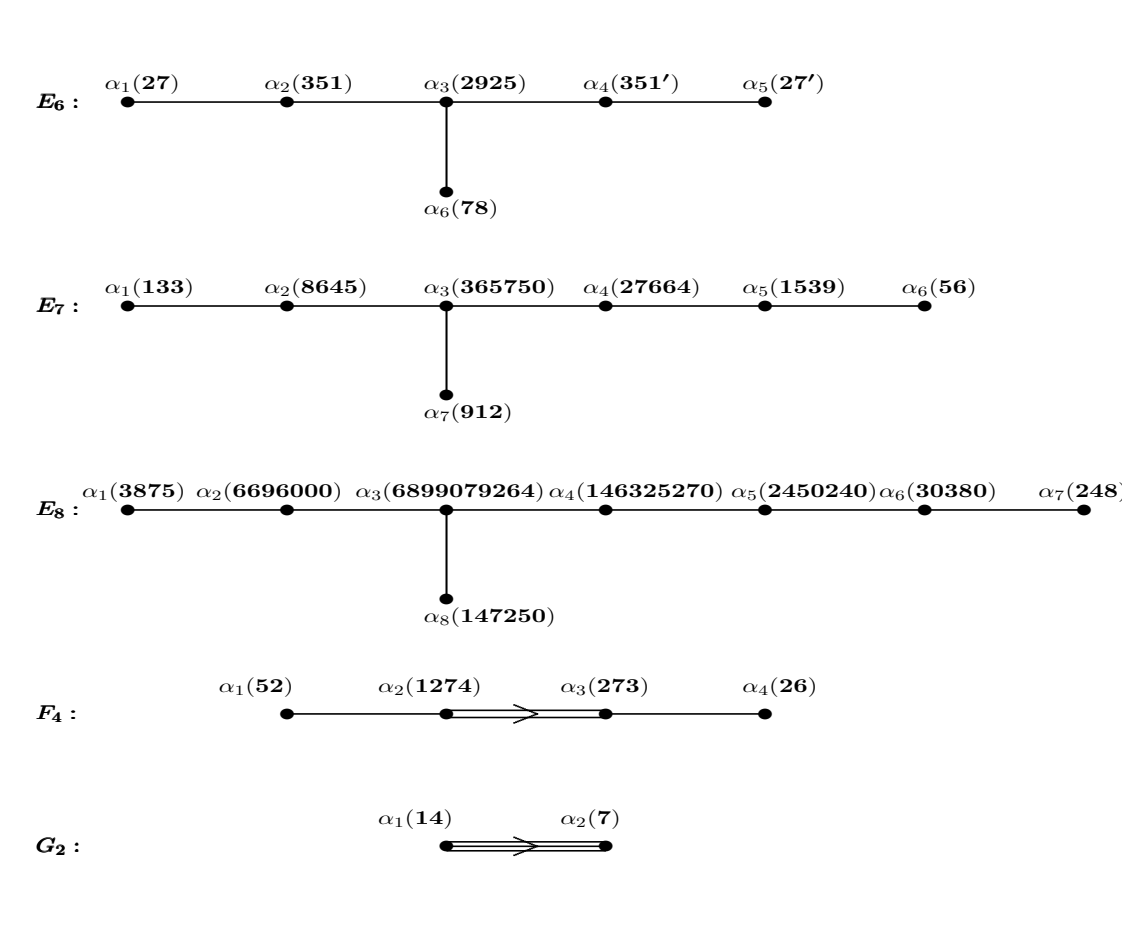 α₁(27) α₂(351) α₃(2925) α₄(351′) α₅(27′)
E₆ :
α₆(78)
α₁(133) α₂(8645) α₃(365750) α₄(27664) α₅(1539) α₆(56)
E₇ :
α₇(912)
α₁(3875) α₂(6696000) α₃(6899079264) α₄(146325270) α₅(2450240) α₆(30380) α₇(248)
E₈ :
α₈(147250)
α₁(52) α₂(1274) α₃(273) α₄(26)
F₄ :
α₁(14) α₂(7)
G₂ :